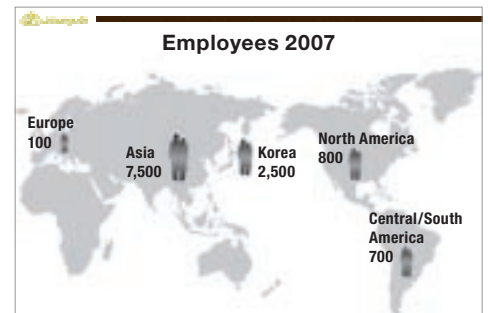 Employees 2007
Europe
100
Asia
7,500
Korea
2,500
North America
800
Central/South
America
700